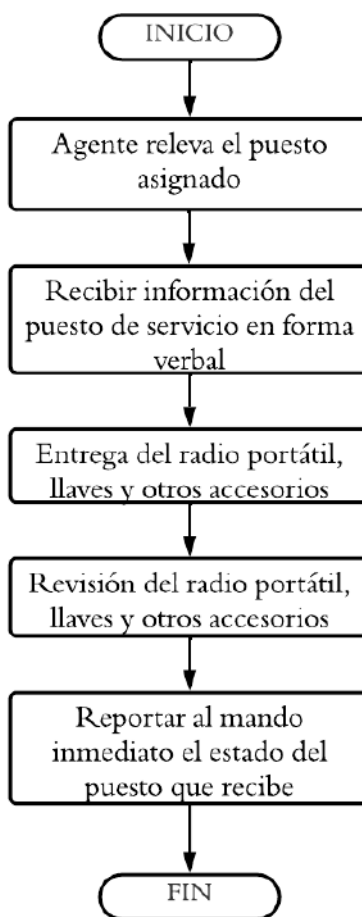 INICIO
Agente releva el puesto
asignado
Recibir información del
puesto de servicio en forma
verbal
Entrega del radio portátil,
llaves y otros accesorios
Revisión del radio portátil,
llaves y otros accesorios
Reportar al mando
inmediato el estado del
puesto que recibe
FIN